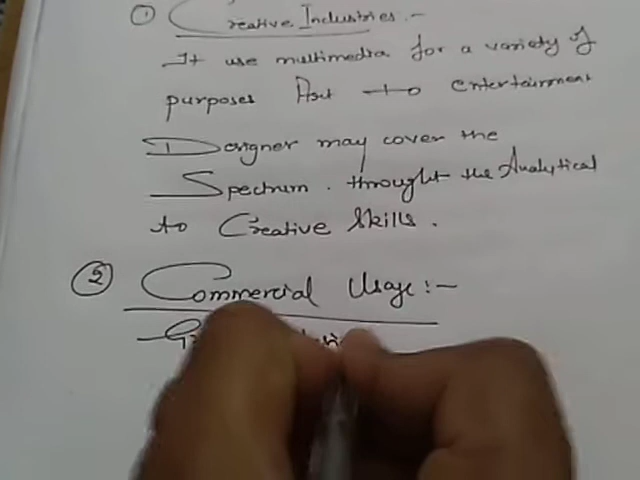 ① Creative Industries :-
It use multimedia for a variety of
purposes to entertainment
Designer may cover the
Spectrum . throught the Analytical
to Creative Skills .
② Commercial Usage :-